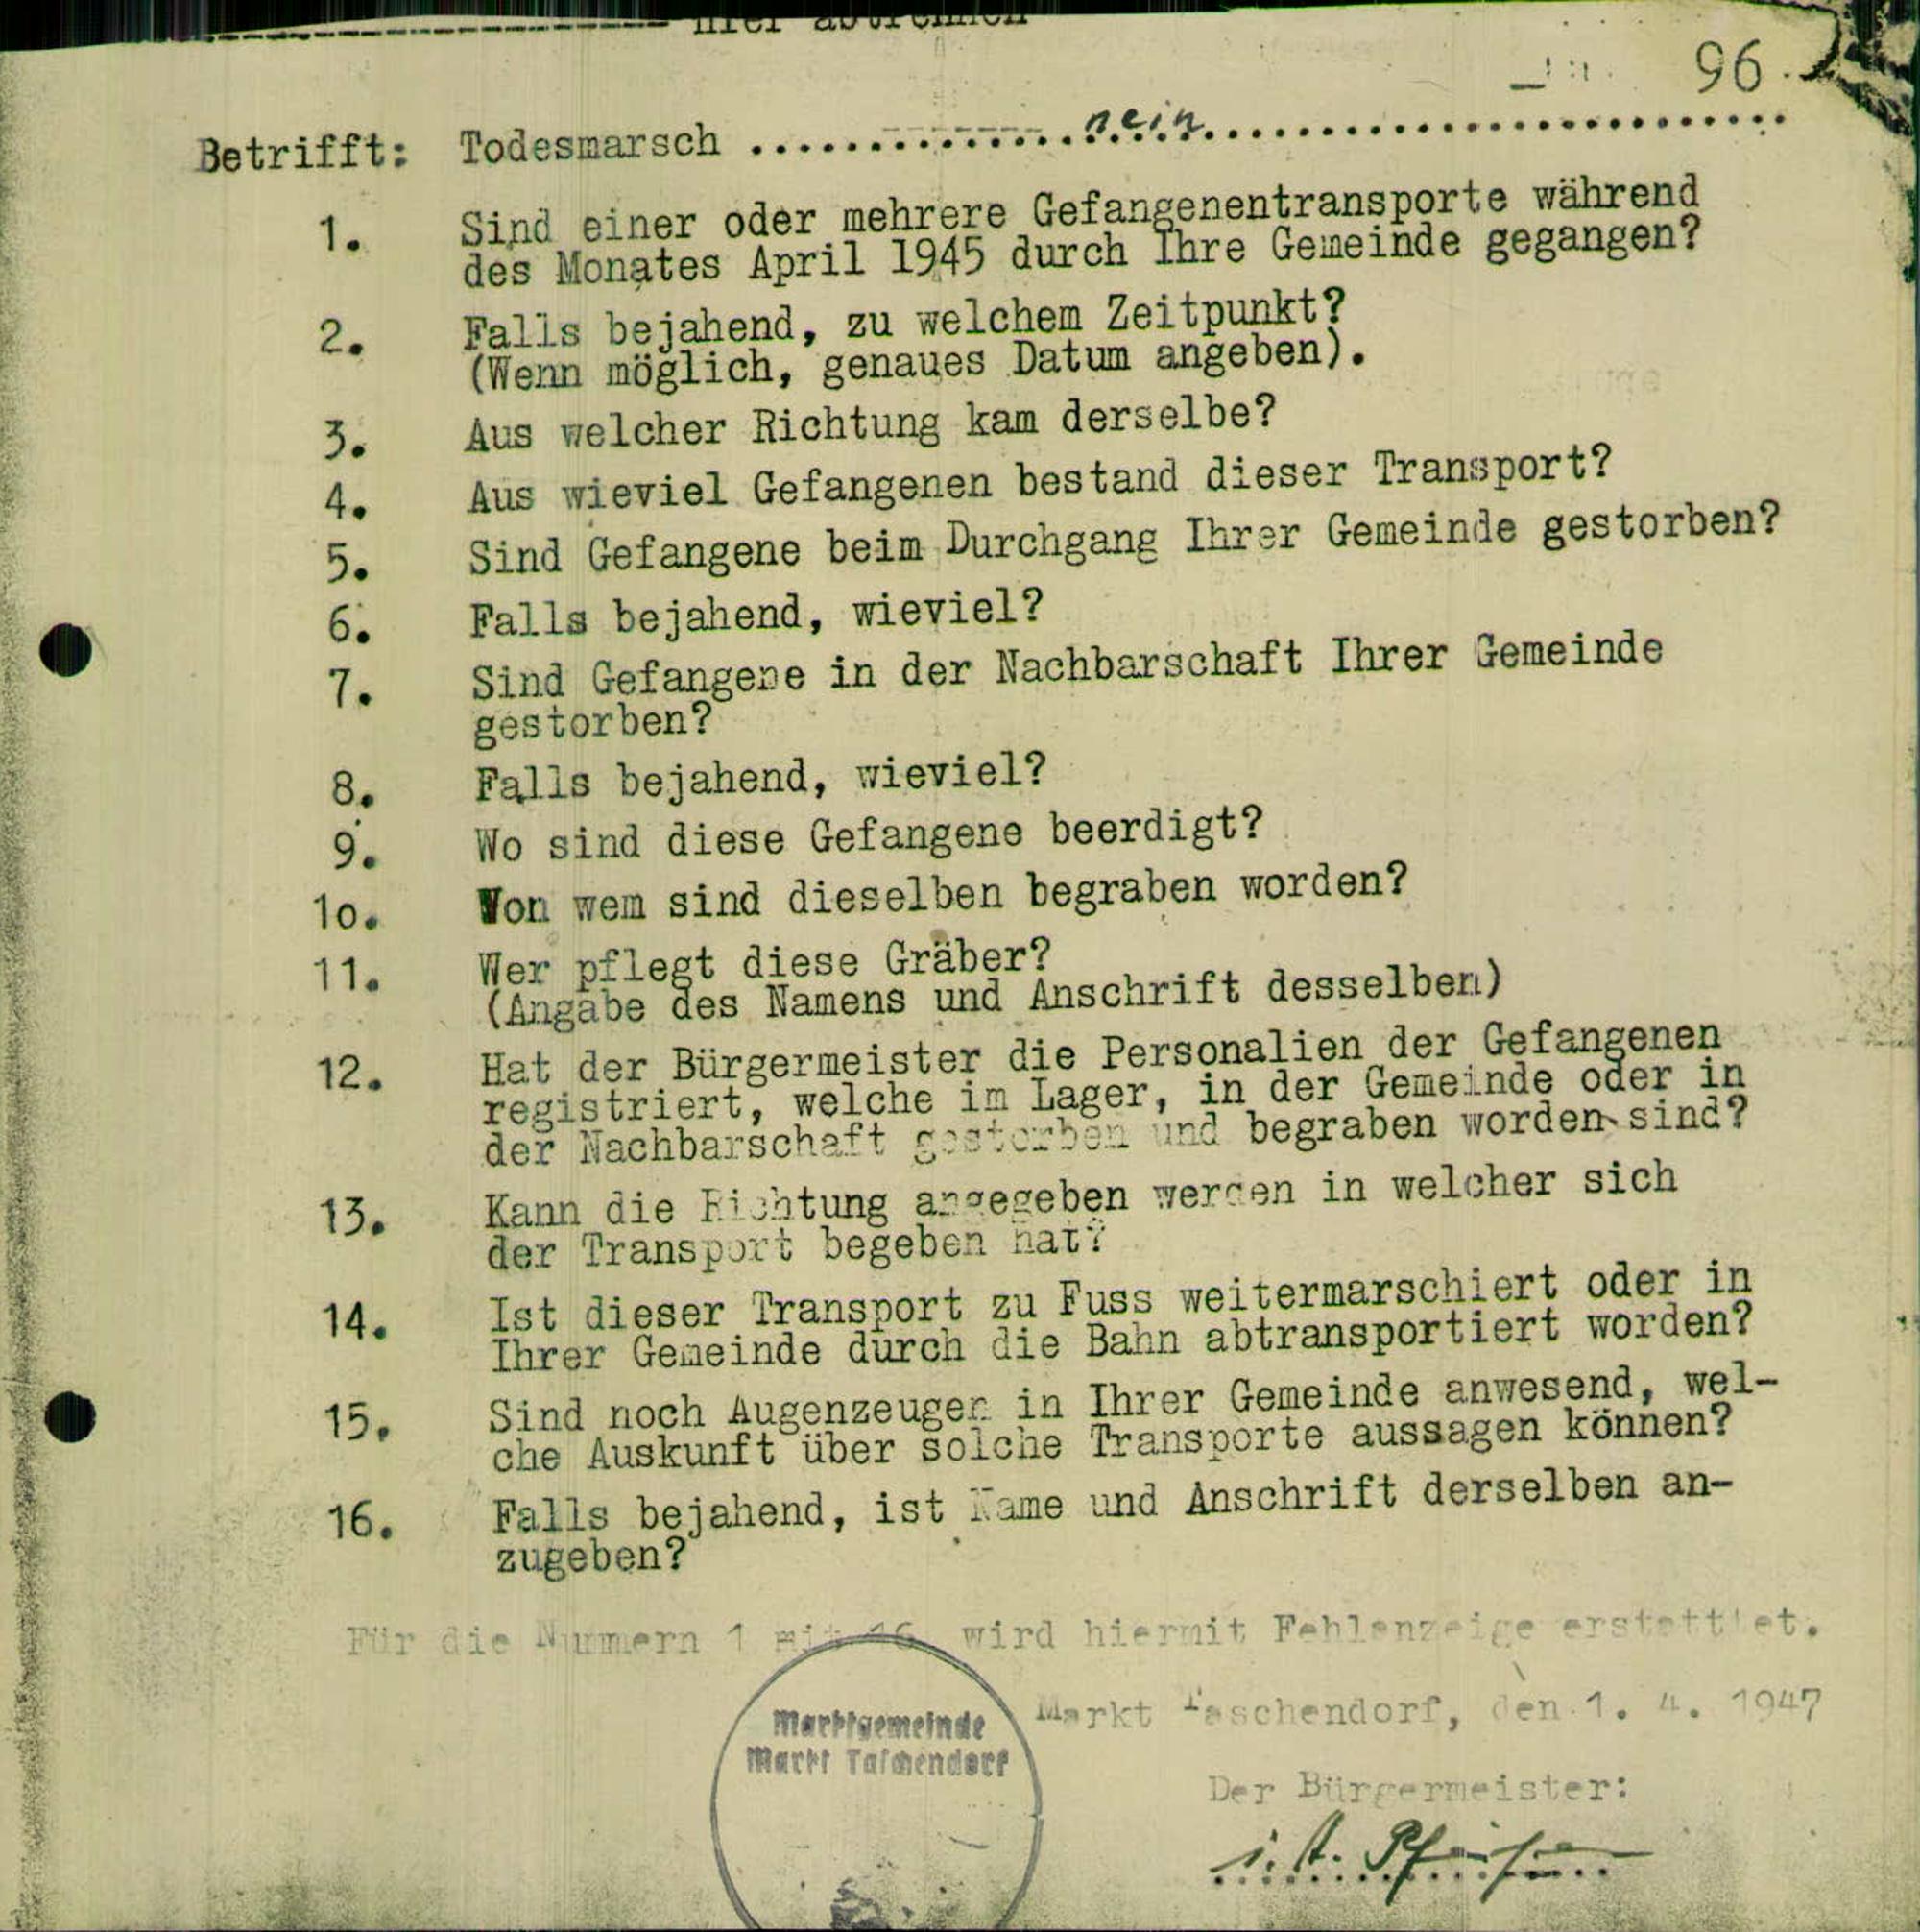 hier abtrennen
96.
Betrifft: Todesmarsch ..............nein..............................
1. Sind einer oder mehrere Gefangenentransporte während
des Monates April 1945 durch Ihre Gemeinde gegangen?
2. Falls bejahend, zu welchem Zeitpunkt?
(Wenn möglich, genaues Datum angeben).
3. Aus welcher Richtung kam derselbe?
4. Aus wieviel Gefangenen bestand dieser Transport?
5. Sind Gefangene beim Durchgang Ihrer Gemeinde gestorben?
6. Falls bejahend, wieviel?
7. Sind Gefangene in der Nachbarschaft Ihrer Gemeinde
gestorben?
8. Falls bejahend, wieviel?
9. Wo sind diese Gefangene beerdigt?
1o. Von wem sind dieselben begraben worden?
11. Wer pflegt diese Gräber?
(Angabe des Namens und Anschrift desselben)
12. Hat der Bürgermeister die Personalien der Gefangenen
registriert, welche im Lager, in der Gemeinde oder in
der Nachbarschaft gestorben und begraben worden sind?
13. Kann die Richtung angegeben werden in welcher sich
der Transport begeben hat?
14. Ist dieser Transport zu Fuss weitermarschiert oder in
Ihrer Gemeinde durch die Bahn abtransportiert worden?
15. Sind noch Augenzeugen in Ihrer Gemeinde anwesend, wel-
che Auskunft über solche Transporte aussagen können?
16. Falls bejahend, ist Name und Anschrift derselben an-
zugeben?
Für die Nummern 1 mit 16 wird hiermit Fehlanzeige erstattet.
Markt Taschendorf, den 1. 4. 1947
Marktgemeinde
Markt Taschendorf
Der Bürgermeister:
i. A.